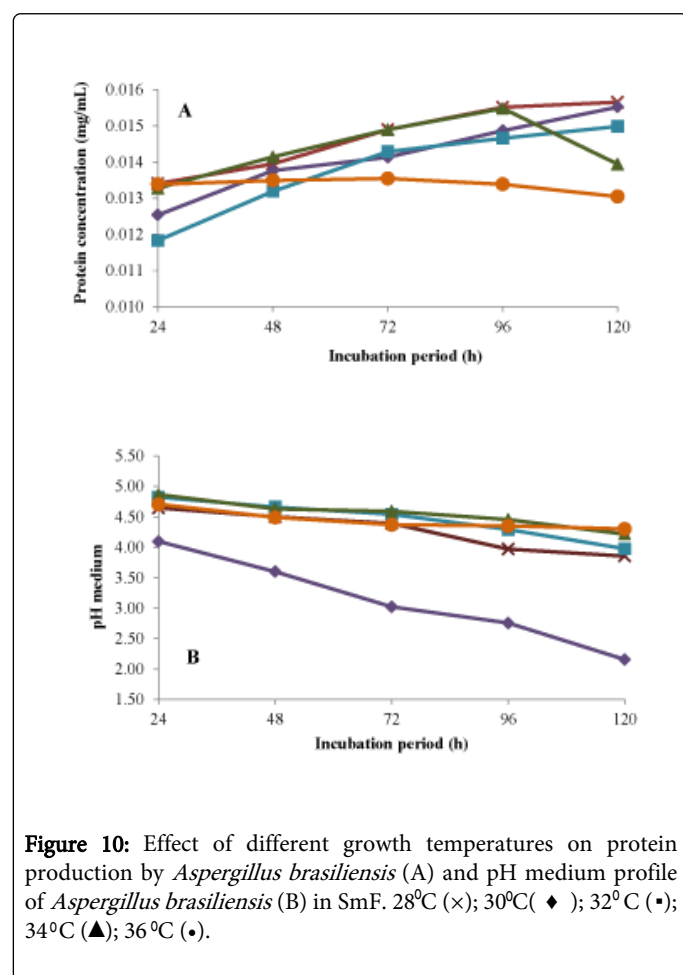 A
Protein concentration (mg/mL)
0.016
0.015
0.014
0.013
0.012
0.011
0.010
24 48 72 96 120
Incubation period (h)
B
pH medium
5.50
5.00
4.50
4.00
3.50
3.00
2.50
2.00
1.50
24 48 72 96 120
Incubation period (h)
Figure 10: Effect of different growth temperatures on protein
production by Aspergillus brasiliensis (A) and pH medium profile
of Aspergillus brasiliensis (B) in SmF. 28⁰C (×); 30⁰C( ♦ ); 32⁰ C (▪);
34⁰C (▲); 36 ⁰C (•).